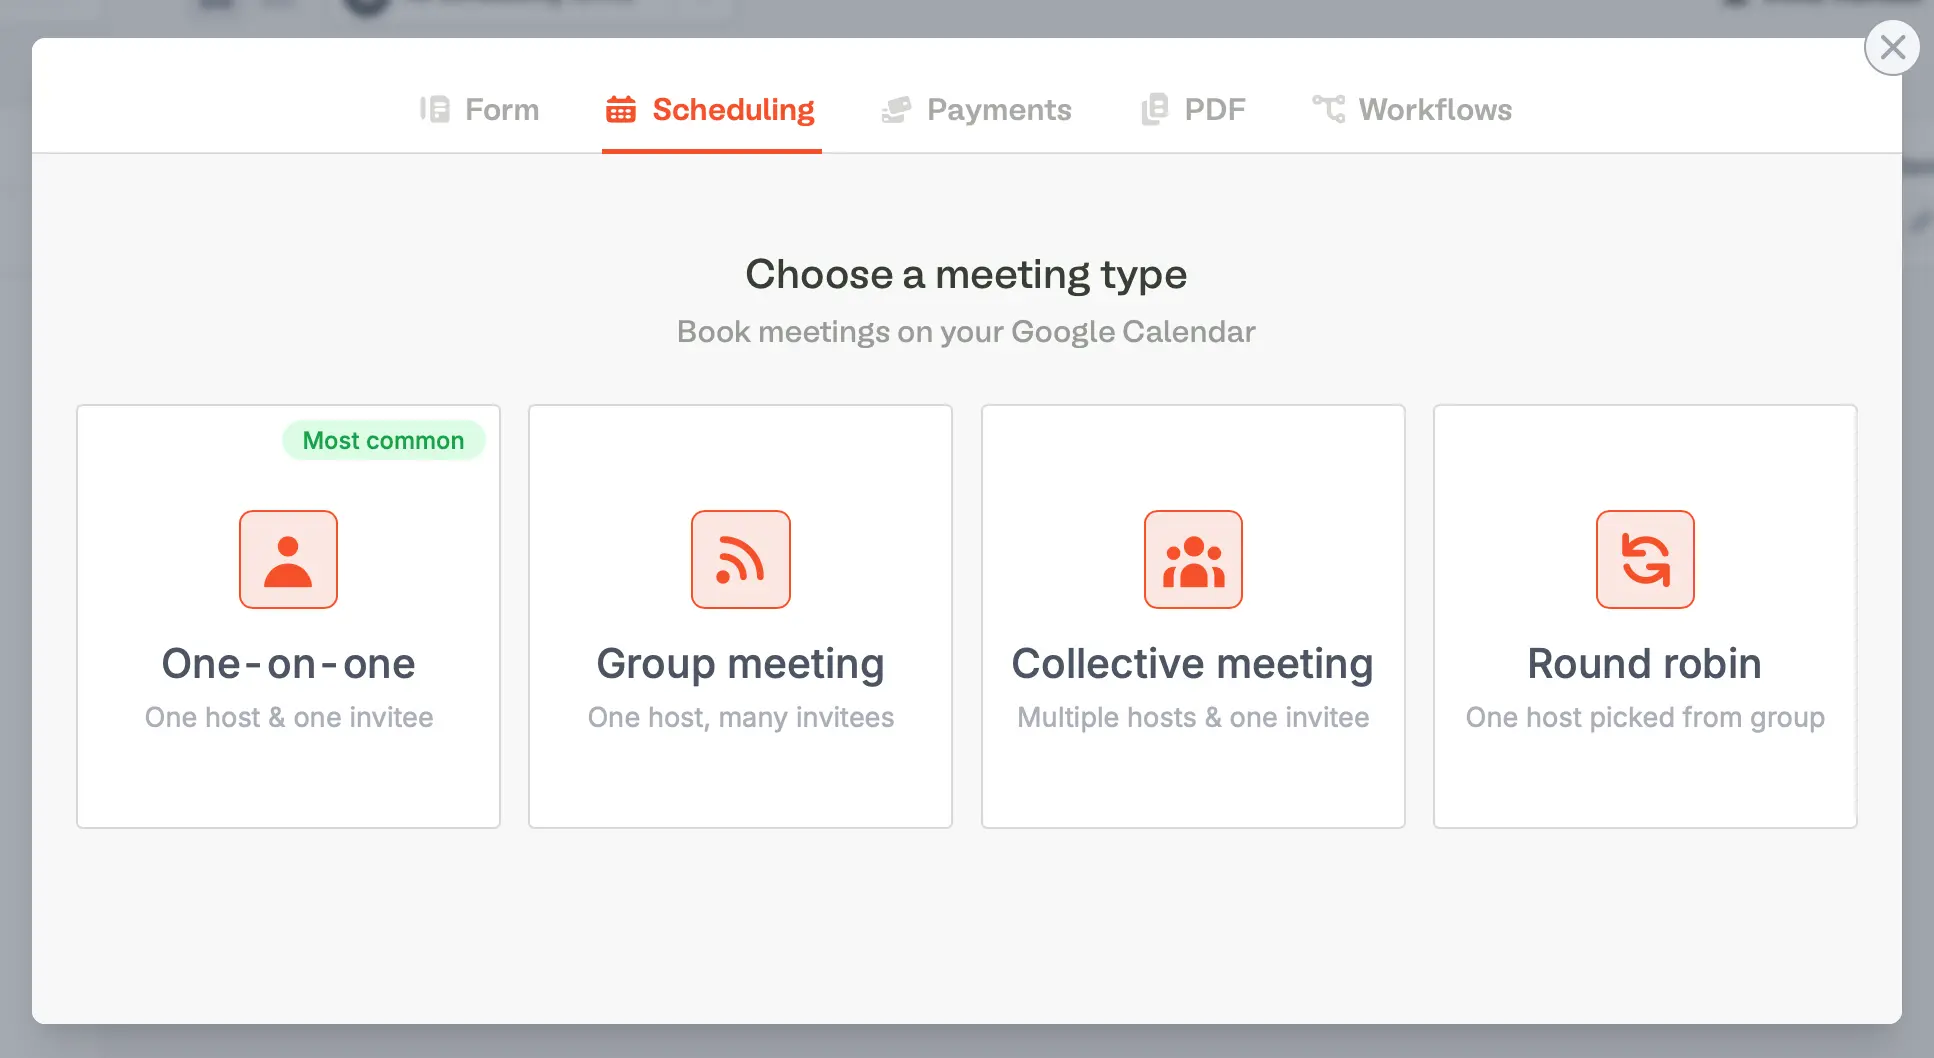 Form
Scheduling
Payments
PDF
Workflows
Choose a meeting type
Book meetings on your Google Calendar
Most common
One-on-one
One host & one invitee
Group meeting
One host, many invitees
Collective meeting
Multiple hosts & one invitee
Round robin
One host picked from group